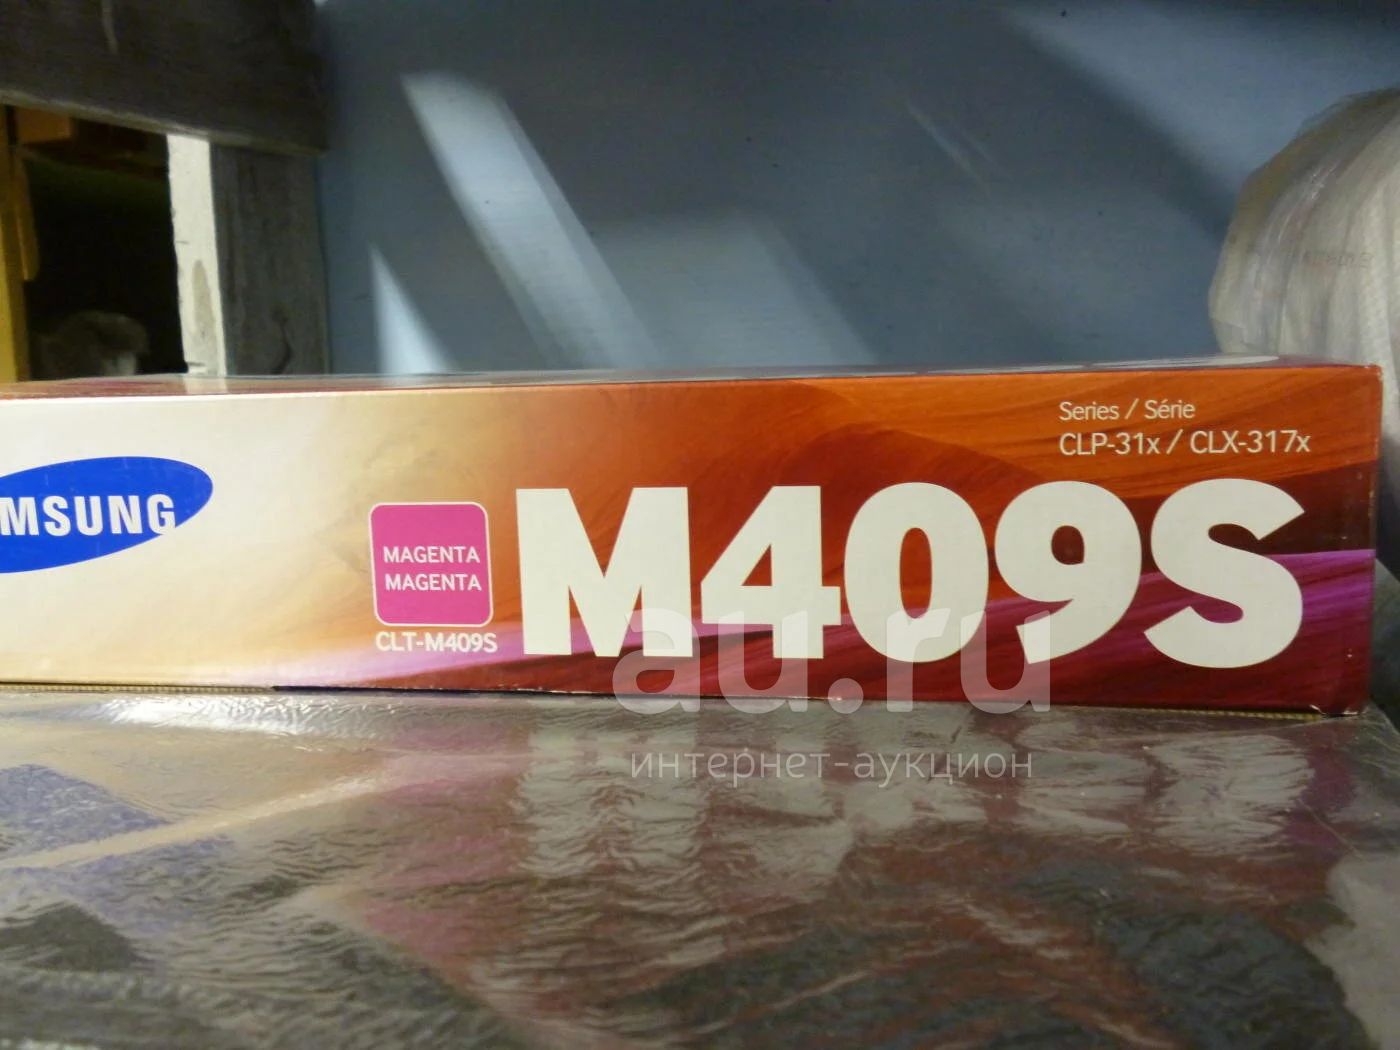 Series / Série
CLP-31x / CLX-317x
MSUNG
MAGENTA
MAGENTA
CLT-M409S
M409S
au.ru
интернет-аукцион